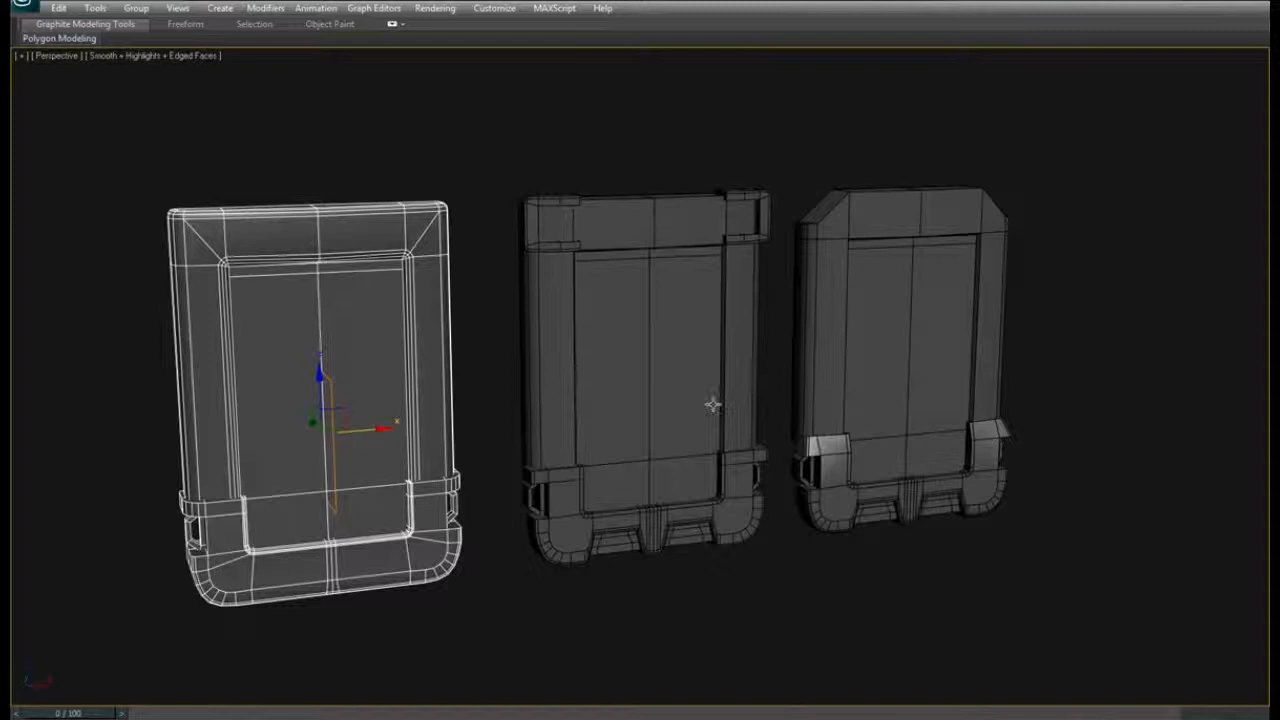 Edit Tools Group Views Create Modifiers Animation Graph Editors Rendering Customize MAXScript Help
Graphite Modeling Tools Freeform Selection Object Paint
Polygon Modeling
[ + ] [ Perspective ] [ Smooth + Highlights + Edged Faces ]
x
< 0 / 100 >